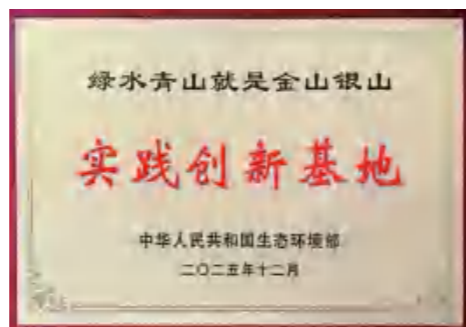 绿水青山就是金山银山
实践创新基地
中华人民共和国生态环境部
二〇二五年十二月